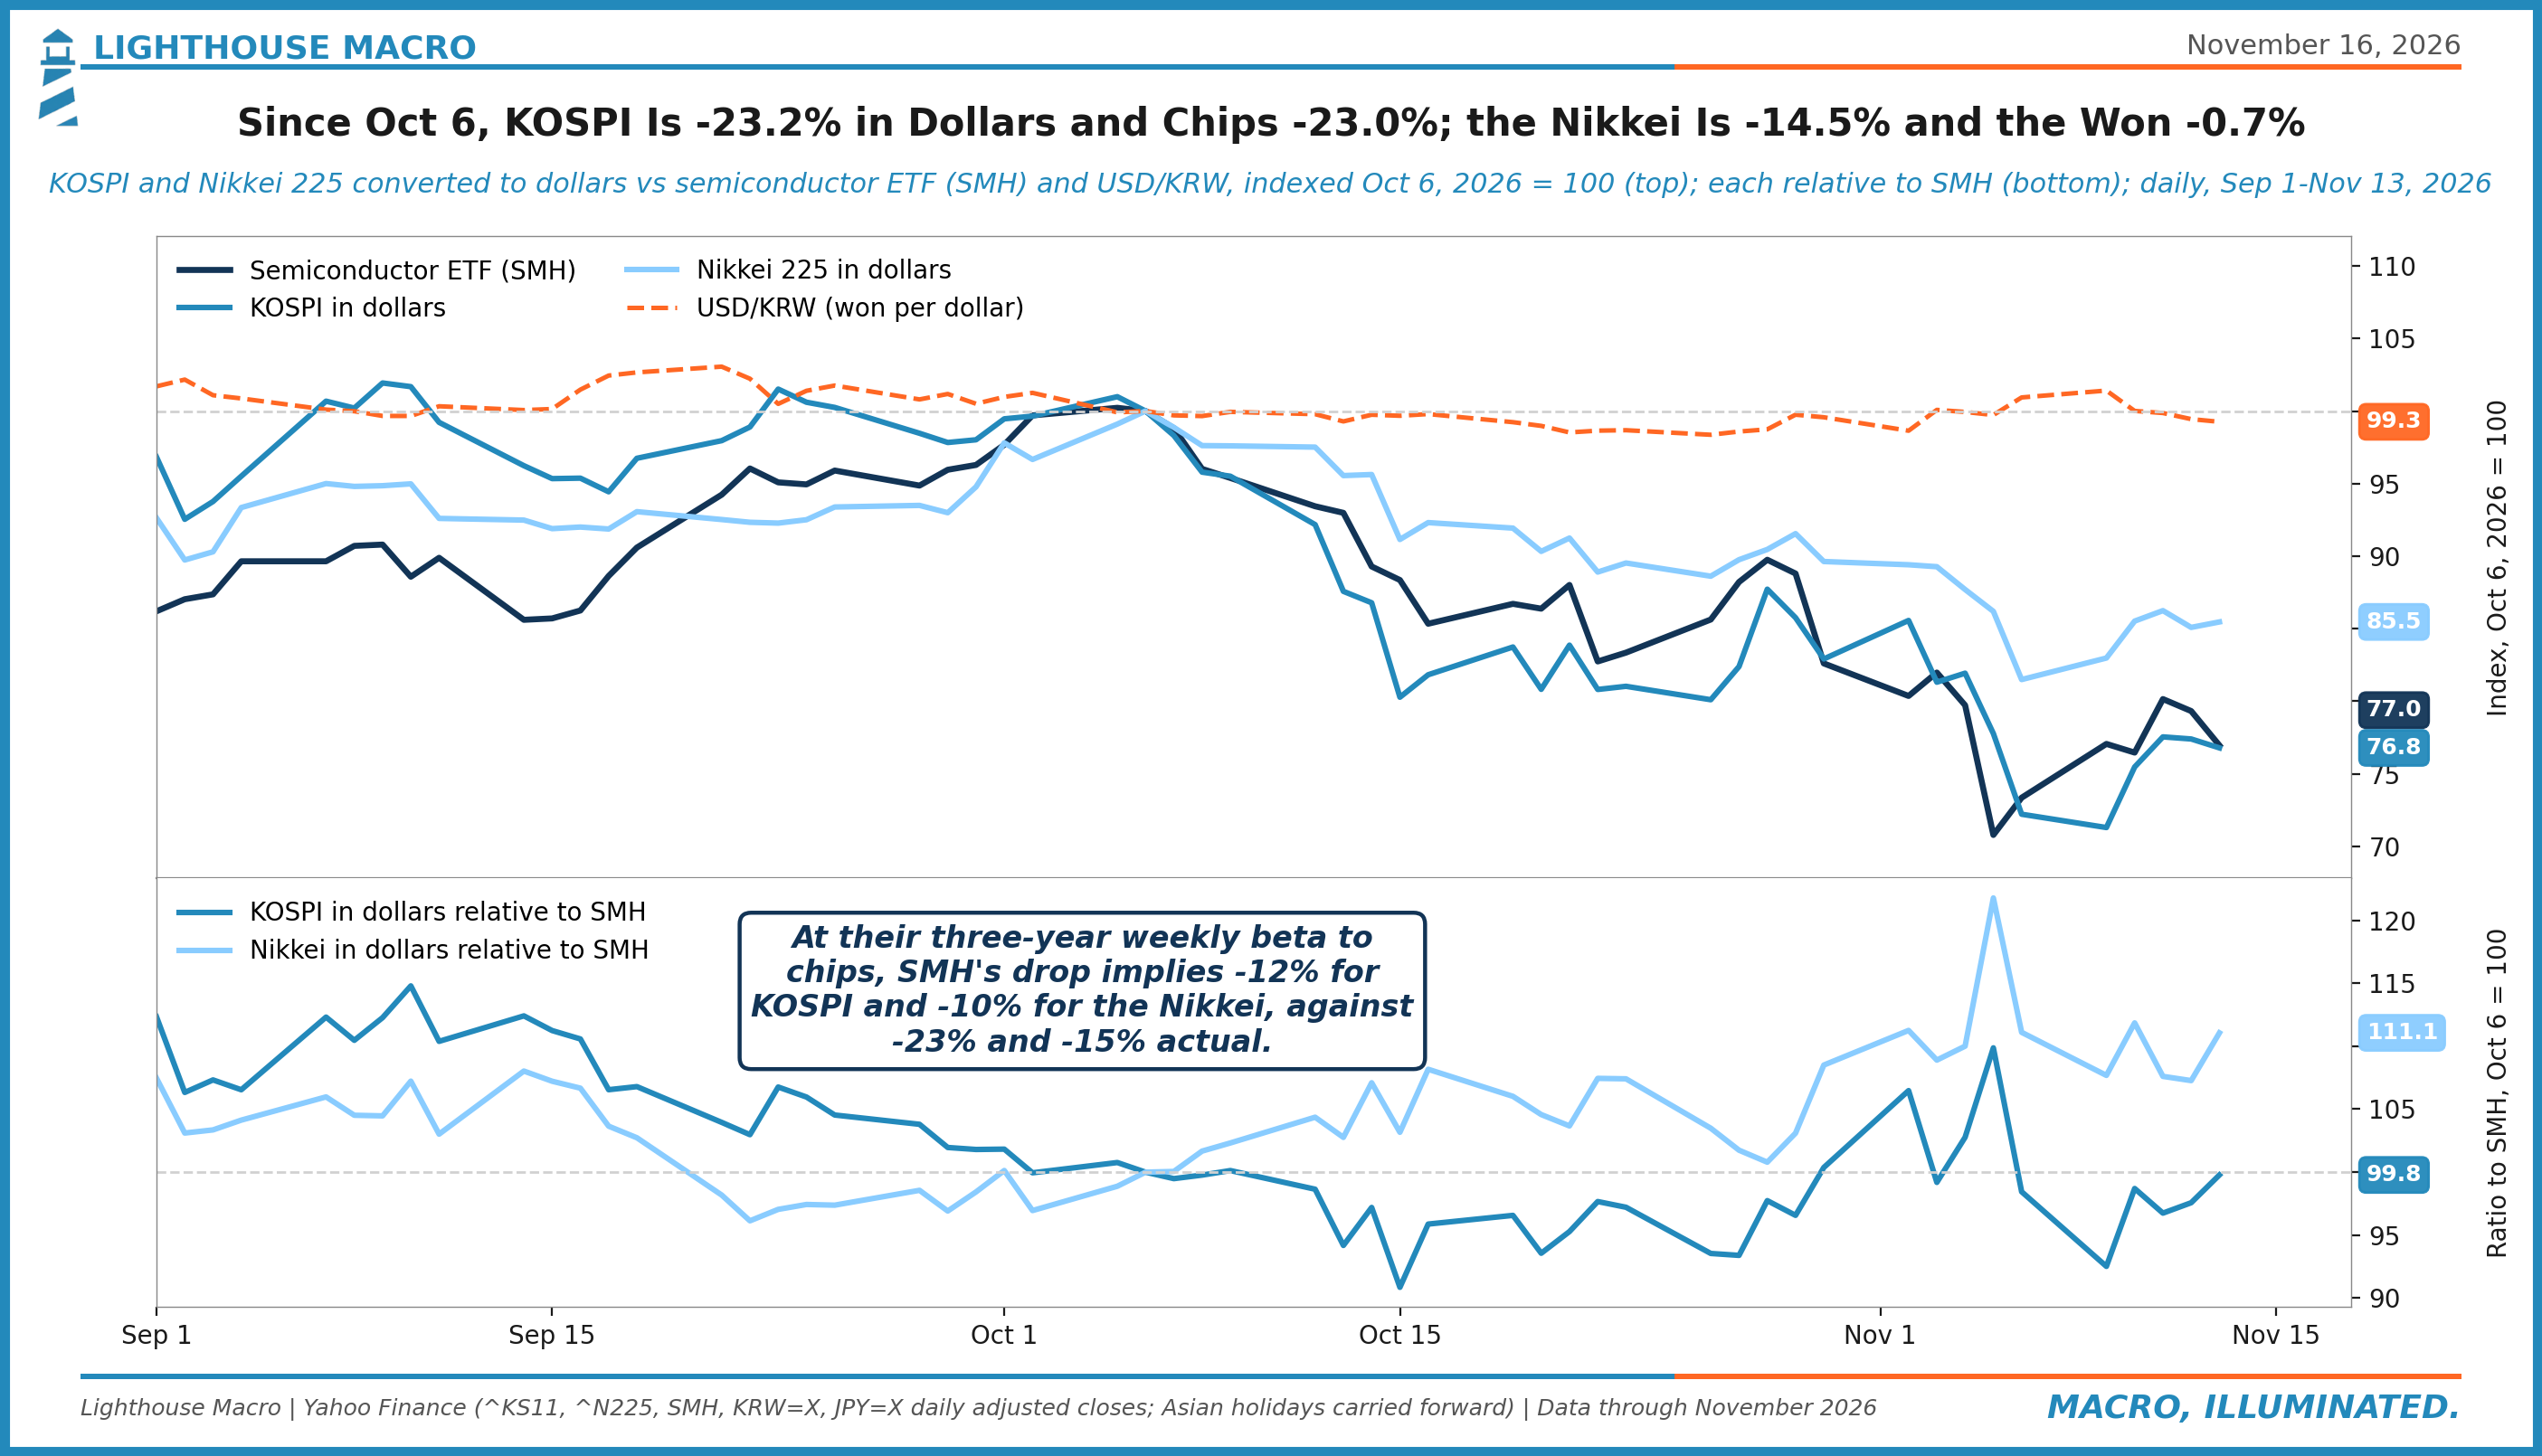 LIGHTHOUSE MACRO
November 16, 2026
Since Oct 6, KOSPI Is -23.2% in Dollars and Chips -23.0%; the Nikkei Is -14.5% and the Won -0.7%
KOSPI and Nikkei 225 converted to dollars vs semiconductor ETF (SMH) and USD/KRW, indexed Oct 6, 2026 = 100 (top); each relative to SMH (bottom); daily, Sep 1-Nov 13, 2026
Semiconductor ETF (SMH)
KOSPI in dollars
Nikkei 225 in dollars
USD/KRW (won per dollar)
110
105
99.3
95
90
85.5
77.0
76.8
75
70
Index, Oct 6, 2026 = 100
KOSPI in dollars relative to SMH
Nikkei in dollars relative to SMH
At their three-year weekly beta to
chips, SMH's drop implies -12% for
KOSPI and -10% for the Nikkei, against
-23% and -15% actual.
120
115
111.1
105
99.8
95
90
Ratio to SMH, Oct 6 = 100
Sep 1
Sep 15
Oct 1
Oct 15
Nov 1
Nov 15
Lighthouse Macro | Yahoo Finance (^KS11, ^N225, SMH, KRW=X, JPY=X daily adjusted closes; Asian holidays carried forward) | Data through November 2026
MACRO, ILLUMINATED.